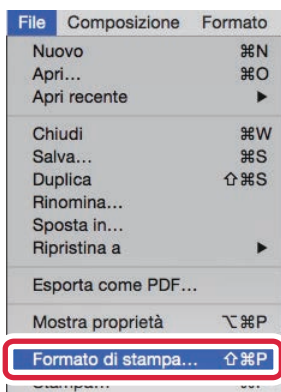 File Composizione Formato
Nuovo ⌘N
Apri... ⌘O
Apri recente ▶
Chiudi ⌘W
Salva... ⌘S
Duplica ⇧⌘S
Rinomina...
Sposta in...
Ripristina a ▶
Esporta come PDF...
Mostra proprietà ⌥⌘P
Formato di stampa... ⇧⌘P